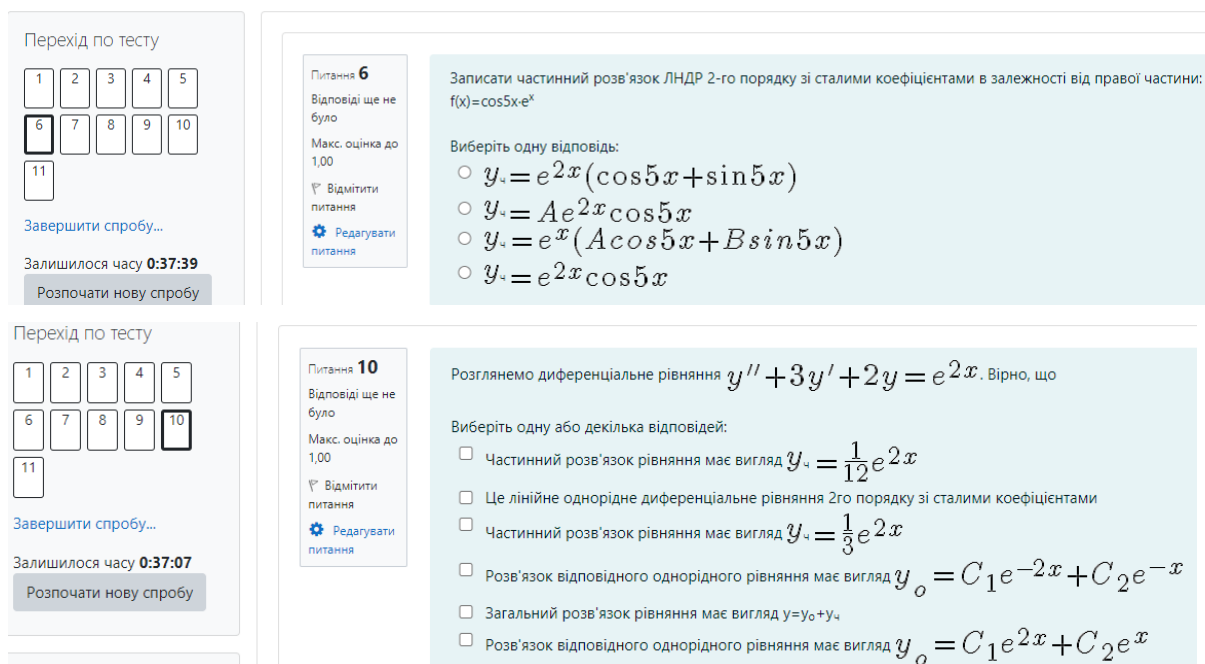 Перехід по тесту
1 2 3 4 5
6 7 8 9 10
11
Завершити спробу...
Залишилося часу 0:37:39
Розпочати нову спробу
Питання 6
Відповіді ще не
було
Макс. оцінка до
1,00
Відмітити
питання
Редагувати
питання
Записати частинний розв'язок ЛНДР 2-го порядку зі сталими коефіцієнтами в залежності від правої частини:
f(x)=cos5x·eˣ
Виберіть одну відповідь:
y_ч = e^{2x}(cos5x+sin5x)
y_ч = Ae^{2x}cos5x
y_ч = e^{x}(Acos5x+Bsin5x)
y_ч = e^{2x}cos5x
Перехід по тесту
1 2 3 4 5
6 7 8 9 10
11
Завершити спробу...
Залишилося часу 0:37:07
Розпочати нову спробу
Питання 10
Відповіді ще не
було
Макс. оцінка до
1,00
Відмітити
питання
Редагувати
питання
Розглянемо диференціальне рівняння y''+3y'+2y=e^{2x}. Вірно, що
Виберіть одну або декілька відповідей:
Частинний розв'язок рівняння має вигляд y_ч = \frac{1}{12}e^{2x}
Це лінійне однорідне диференціальне рівняння 2го порядку зі сталими коефіцієнтами
Частинний розв'язок рівняння має вигляд y_ч = \frac{1}{3}e^{2x}
Розв'язок відповідного однорідного рівняння має вигляд y_o = C_1e^{-2x}+C_2e^{-x}
Загальний розв'язок рівняння має вигляд y=y_o+y_ч
Розв'язок відповідного однорідного рівняння має вигляд y_o = C_1e^{2x}+C_2e^{x}